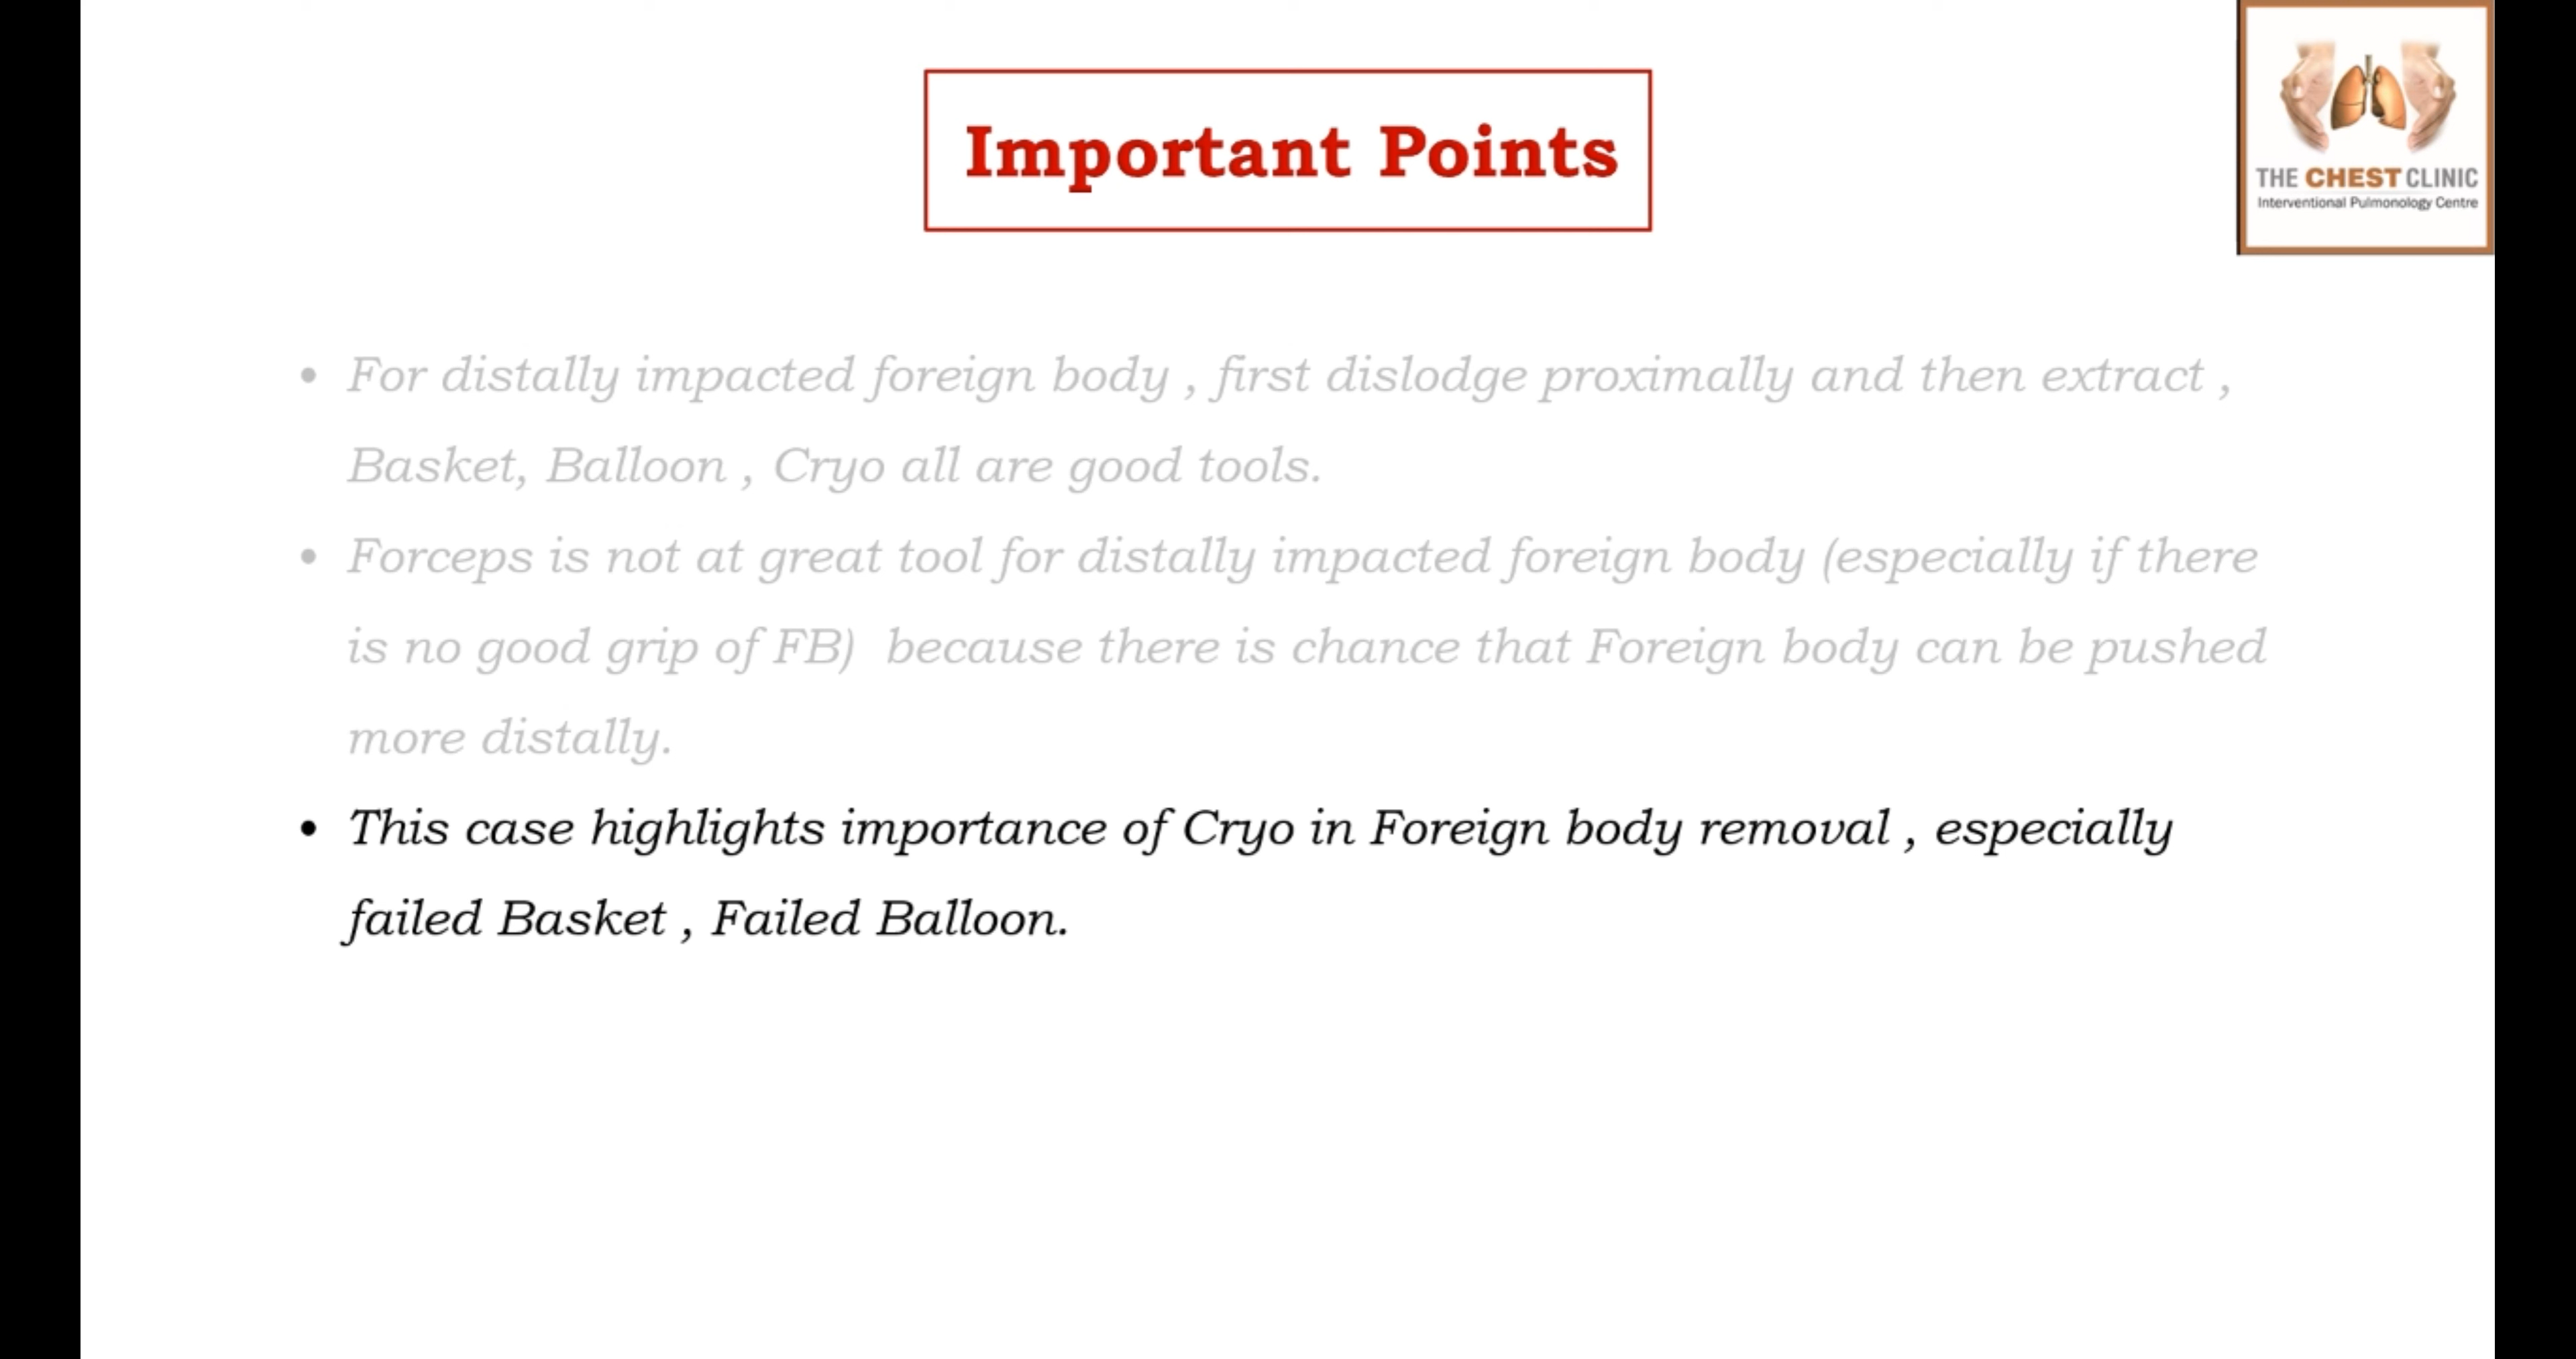 Important Points
THE CHEST CLINIC
Interventional Pulmonology Centre
• For distally impacted foreign body , first dislodge proximally and then extract ,
Basket, Balloon , Cryo all are good tools.
• Forceps is not at great tool for distally impacted foreign body (especially if there
is no good grip of FB)  because there is chance that Foreign body can be pushed
more distally.
• This case highlights importance of Cryo in Foreign body removal , especially
failed Basket , Failed Balloon.